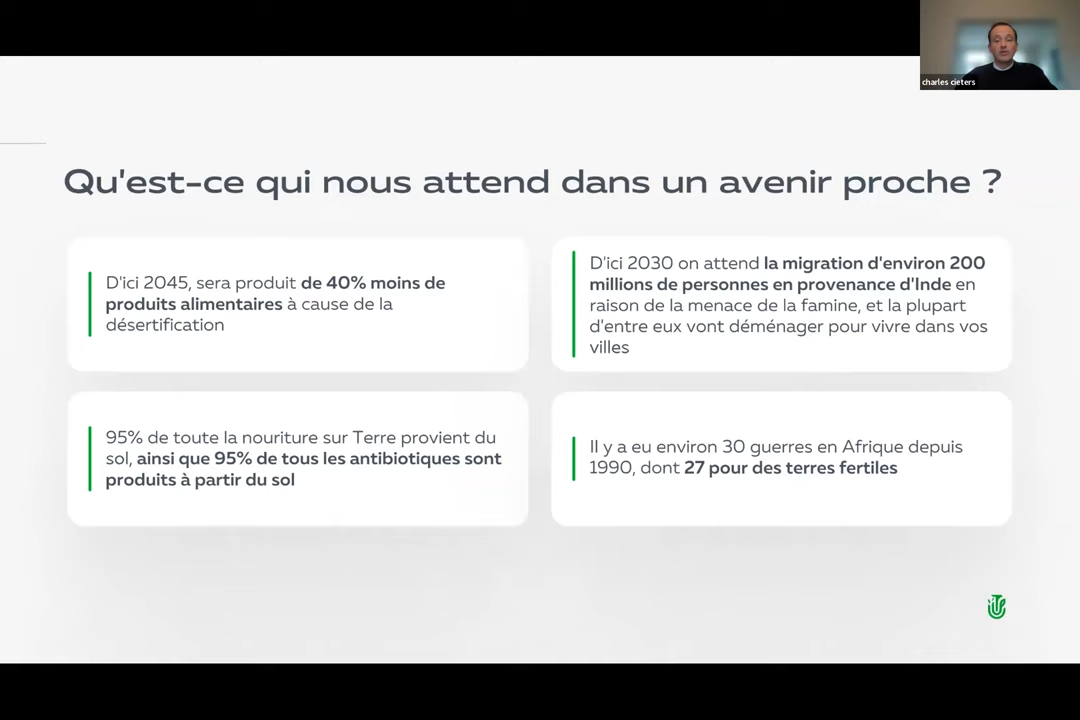 charles cieters
Qu'est-ce qui nous attend dans un avenir proche ?
D'ici 2045, sera produit de 40% moins de
produits alimentaires à cause de la
désertification
D'ici 2030 on attend la migration d'environ 200
millions de personnes en provenance d'Inde en
raison de la menace de la famine, et la plupart
d'entre eux vont déménager pour vivre dans vos
villes
95% de toute la nouriture sur Terre provient du
sol, ainsi que 95% de tous les antibiotiques sont
produits à partir du sol
Il y a eu environ 30 guerres en Afrique depuis
1990, dont 27 pour des terres fertiles